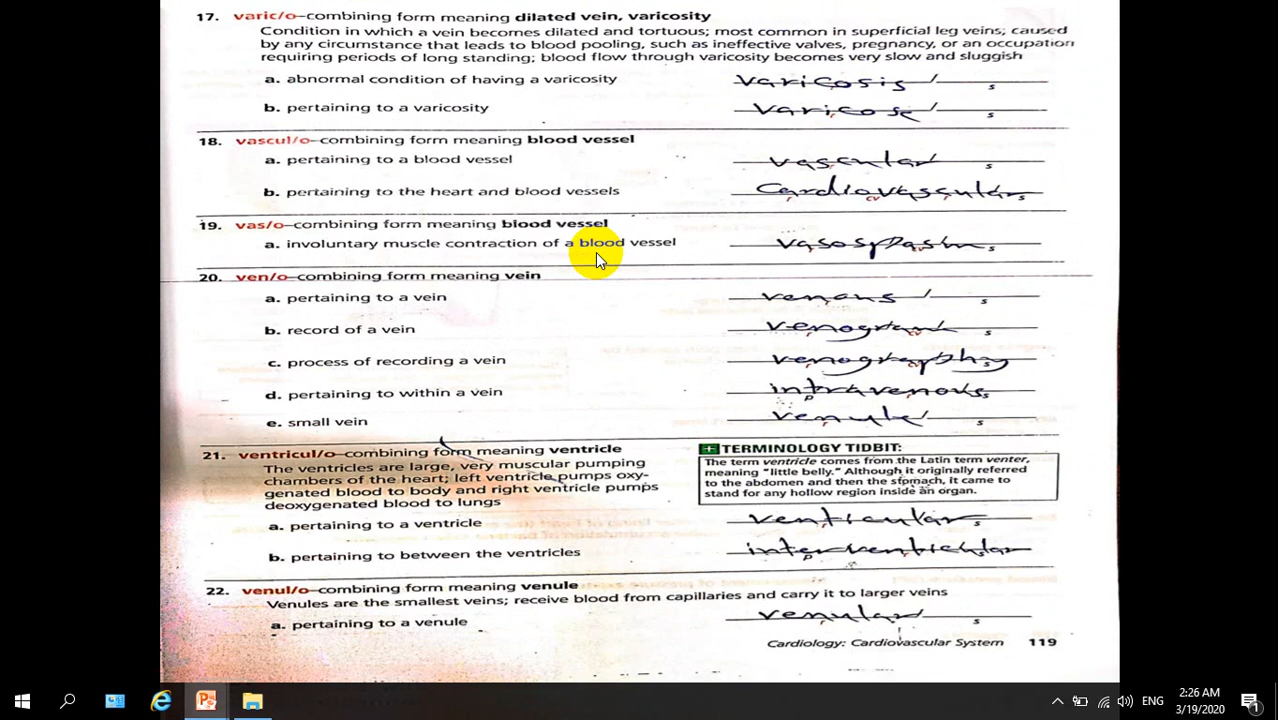 17. varic/o–combining form meaning dilated vein, varicosity
Condition in which a vein becomes dilated and tortuous; most common in superficial leg veins; caused
by any circumstance that leads to blood pooling, such as ineffective valves, pregnancy, or an occupation
requiring periods of long standing; blood flow through varicosity becomes very slow and sluggish
a. abnormal condition of having a varicosity varicosis s
b. pertaining to a varicosity varicose s
18. vascul/o–combining form meaning blood vessel
a. pertaining to a blood vessel vascular s
b. pertaining to the heart and blood vessels cardiovascular r cv r s
19. vas/o–combining form meaning blood vessel
a. involuntary muscle contraction of a blood vessel vasospasm s
20. ven/o–combining form meaning vein
a. pertaining to a vein venous s
b. record of a vein venogram r cv s
c. process of recording a vein venography r cv s
d. pertaining to within a vein intravenous p r s
e. small vein venule r s
21. ventricul/o–combining form meaning ventricle
The ventricles are large, very muscular pumping
chambers of the heart; left ventricle pumps oxy-
genated blood to body and right ventricle pumps
deoxygenated blood to lungs
+ TERMINOLOGY TIDBIT:
The term ventricle comes from the Latin term venter,
meaning "little belly." Although it originally referred
to the abdomen and then the stomach, it came to
stand for any hollow region inside an organ.
a. pertaining to a ventricle venticular s
b. pertaining to between the ventricles interventicular p
22. venul/o–combining form meaning venule
Venules are the smallest veins; receive blood from capillaries and carry it to larger veins
a. pertaining to a venule venular r s
Cardiology: Cardiovascular System 119
ENG
2:26 AM
3/19/2020
1